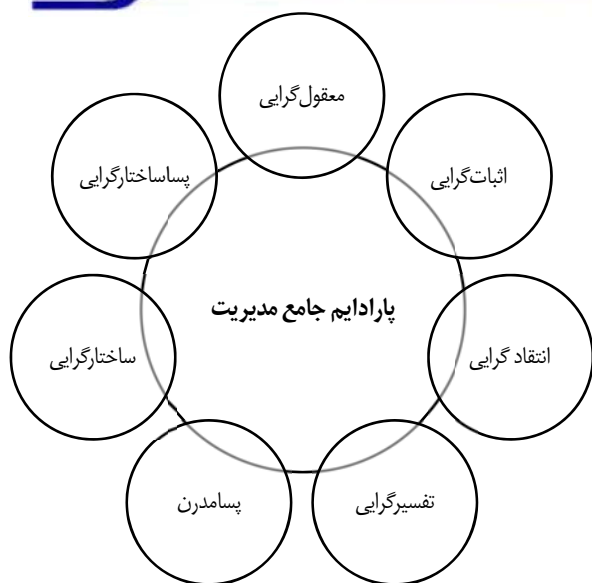 معقول‌گرایی
پساساختارگرایی
اثبات‌گرایی
پارادایم جامع مدیریت
ساختارگرایی
انتقاد گرایی
پسامدرن
تفسیرگرایی